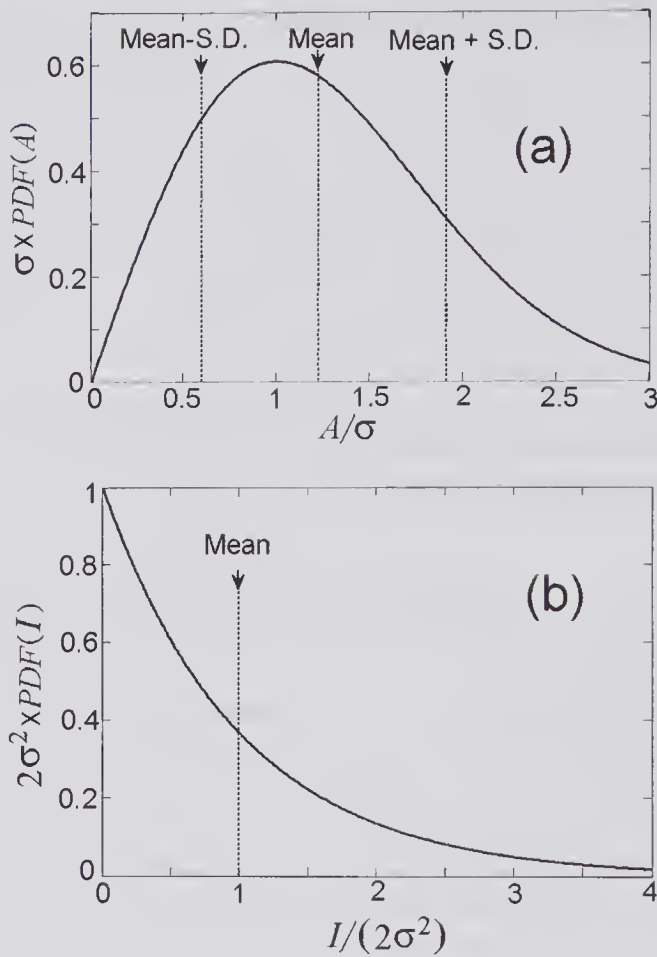 Mean-S.D. Mean Mean + S.D.
(a)
0.6
0.4
0.2
0
σ x PDF(A)
0 0.5 1 1.5 2 2.5 3
A/σ
1
0.8
0.6
0.4
0.2
0
Mean
(b)
2σ²xPDF(I)
0 1 2 3 4
I/(2σ²)